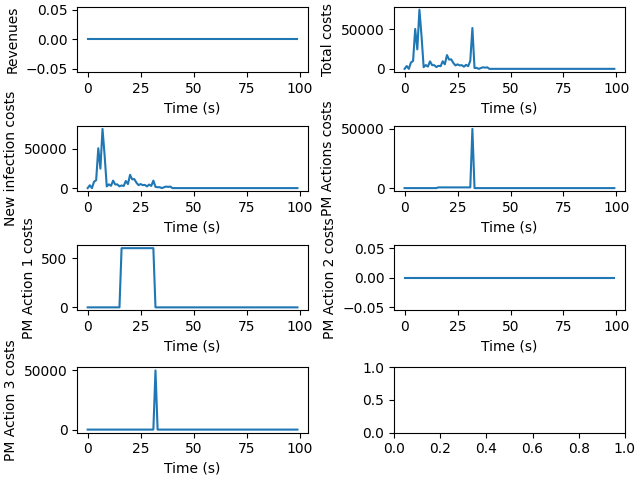 Revenues
0.05
0.00
−0.05
0 25 50 75 100
Time (s)
Total costs
50000
0
0 25 50 75 100
Time (s)
New infection costs
50000
0
0 25 50 75 100
Time (s)
PM Actions costs
50000
0
0 25 50 75 100
Time (s)
PM Action 1 costs
500
0
0 25 50 75 100
Time (s)
PM Action 2 costs
0.05
0.00
−0.05
0 25 50 75 100
Time (s)
PM Action 3 costs
50000
0
0 25 50 75 100
Time (s)
1.0
0.5
0.0
0.0 0.2 0.4 0.6 0.8 1.0